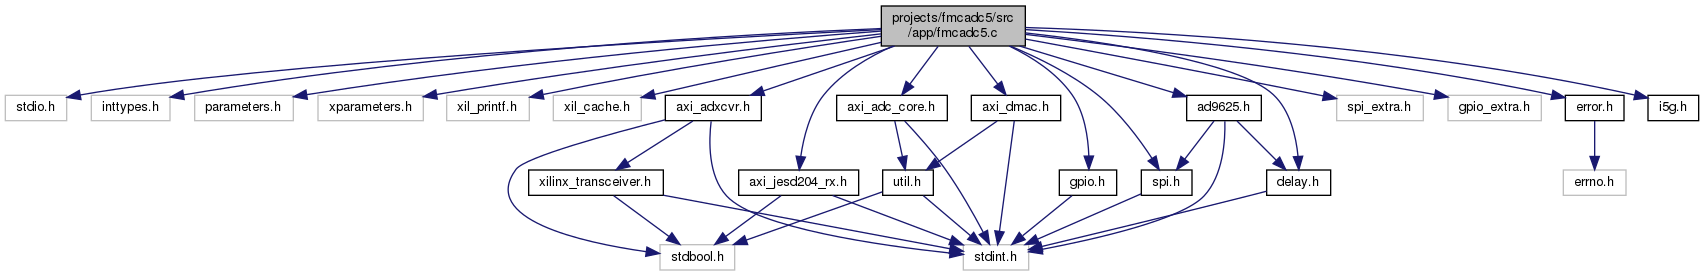 projects/fmcadc5/src
/app/fmcadc5.c
stdio.h
inttypes.h
parameters.h
xparameters.h
xil_printf.h
xil_cache.h
axi_adxcvr.h
axi_adc_core.h
axi_dmac.h
ad9625.h
spi_extra.h
gpio_extra.h
error.h
i5g.h
xilinx_transceiver.h
axi_jesd204_rx.h
util.h
gpio.h
spi.h
delay.h
errno.h
stdbool.h
stdint.h